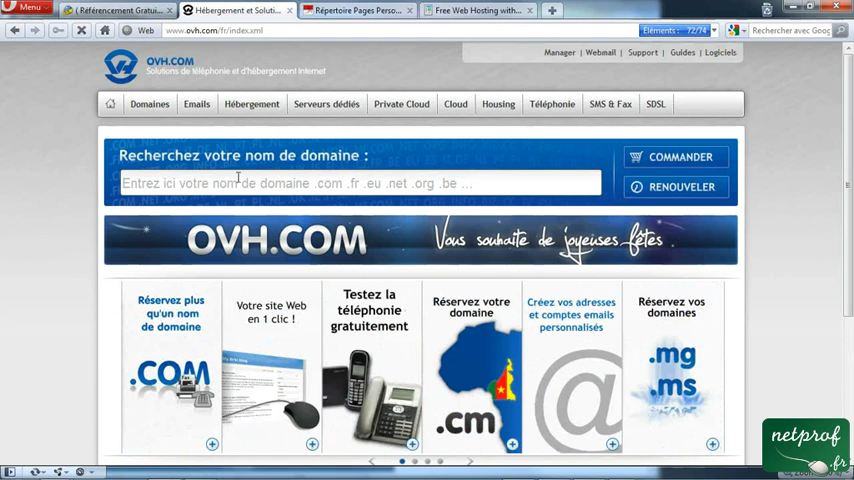 Menu
( Référencement Gratui...
Hébergement et Soluti...
Répertoire Pages Perso...
Free Web Hosting with...
Web
www.ovh.com/fr/index.xml
Eléments : 72/74
Rechercher avec Goog
OVH.COM
Solutions de téléphonie et d'hébergement Internet
Manager | Webmail | Support | Guides | Logiciels
Domaines
Emails
Hébergement
Serveurs dédiés
Private Cloud
Cloud
Housing
Téléphonie
SMS & Fax
SDSL
Recherchez votre nom de domaine :
Entrez ici votre nom de domaine .com .fr .eu .net .org .be ...
COMMANDER
RENOUVELER
OVH.COM
Vous souhaite de joyeuses fêtes.
Réservez plus
qu'un nom
de domaine
.COM
Votre site Web
en 1 clic !
Testez la
téléphonie
gratuitement
Réservez votre
domaine
.cm
Créez vos adresses
et comptes emails
personnalisés
@
Réservez vos
domaines
.mg
.ms
netprof
.fr